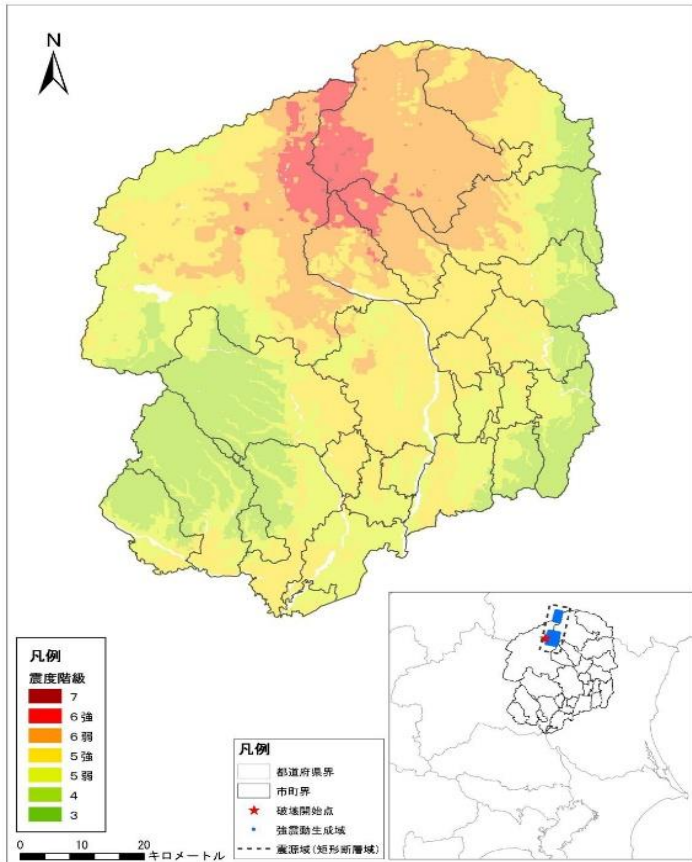 N
凡例
震度階級
7
6強
6弱
5強
5弱
4
3
0 10 20
キロメートル
凡例
都道府県界
市町界
破壊開始点
強震動生成域
震源域(矩形断層域)